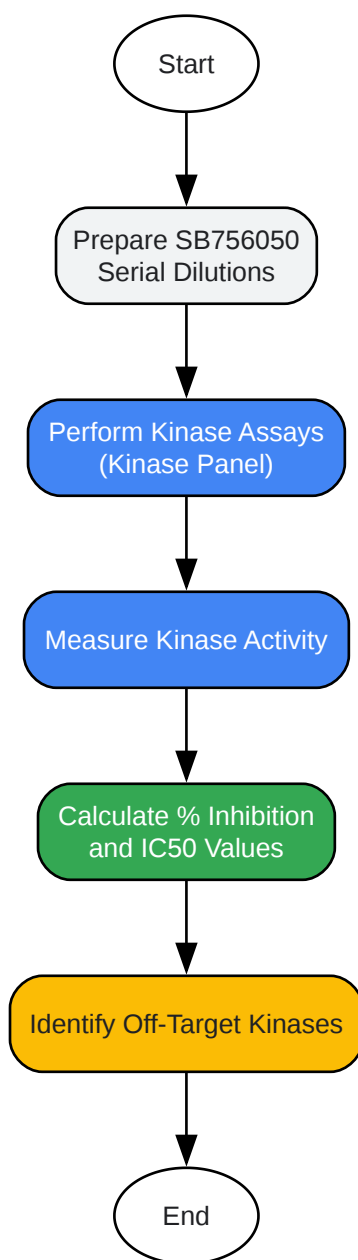 Start
Prepare SB756050
Serial Dilutions
Perform Kinase Assays
(Kinase Panel)
Measure Kinase Activity
Calculate % Inhibition
and IC50 Values
Identify Off-Target Kinases
End